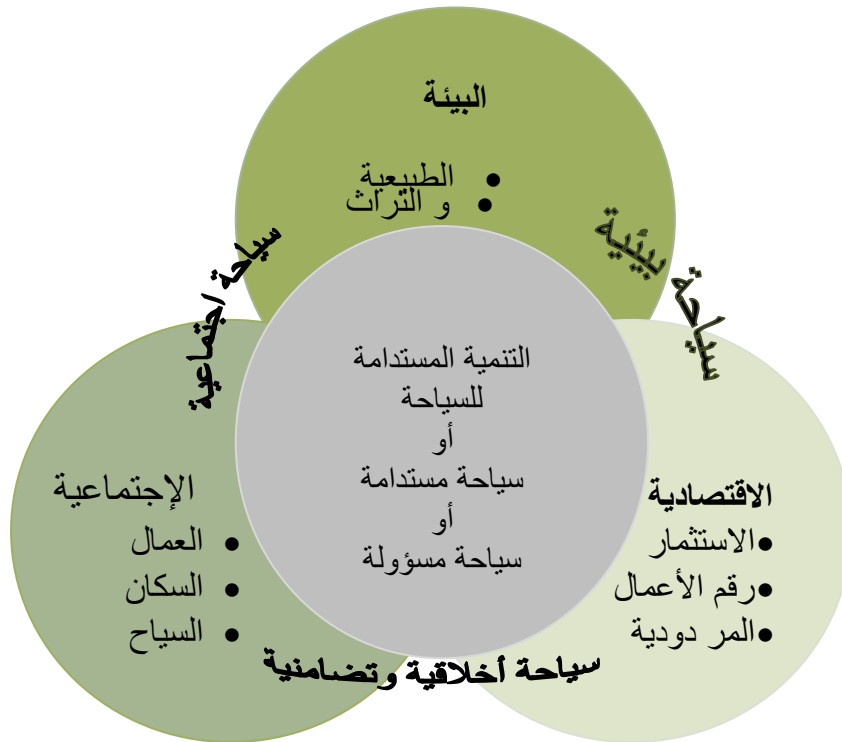 البيئة
• الطبيعية
• و التراث
سياحة بيئية
سياحة اجتماعية
التنمية المستدامة
للسياحة
أو
سياحة مستدامة
أو
سياحة مسؤولة
الاقتصادية
•الاستثمار
•رقم الأعمال
•المر دودية
الإجتماعية
• العمال
• السكان
• السياح
سياحة أخلاقية وتضامنية